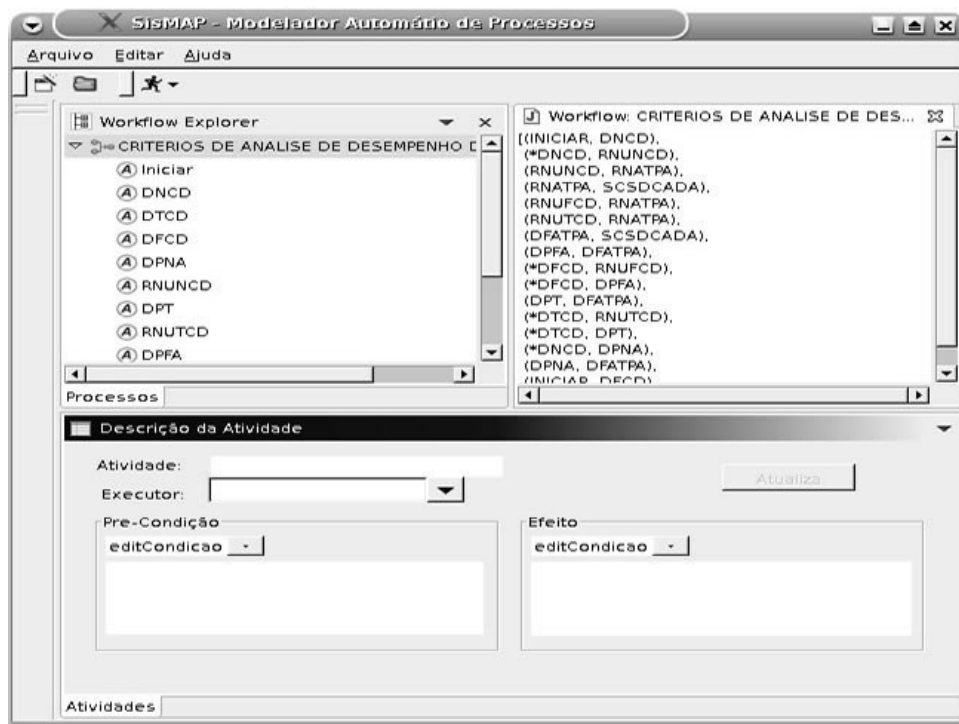 SisMAP - Modelador Automátio de Processos
Arquivo Editar Ajuda
Workflow Explorer
CRITERIOS DE ANALISE DE DESEMPENHO D
Iniciar
DNCD
DTCD
DFCD
DPNA
RNUNCD
DPT
RNUTCD
DPFA
Processos
Workflow: CRITERIOS DE ANALISE DE DES...
[(INICIAR, DNCD),
(*DNCD, RNUNCD),
(RNUNCD, RNATPA),
(RNATPA, SCSDCADA),
(RNUFCD, RNATPA),
(RNUTCD, RNATPA),
(DFATPA, SCSDCADA),
(DPFA, DFATPA),
(*DFCD, RNUFCD),
(*DFCD, DPFA),
(DPT, DFATPA),
(*DTCD, RNUTCD),
(*DTCD, DPT),
(*DNCD, DPNA),
(DPNA, DFATPA),
(INICIAR, DFCD)
Descrição da Atividade
Atividade:
Executor:
Atualiza
Pre-Condição
editCondicao
Efeito
editCondicao
Atividades